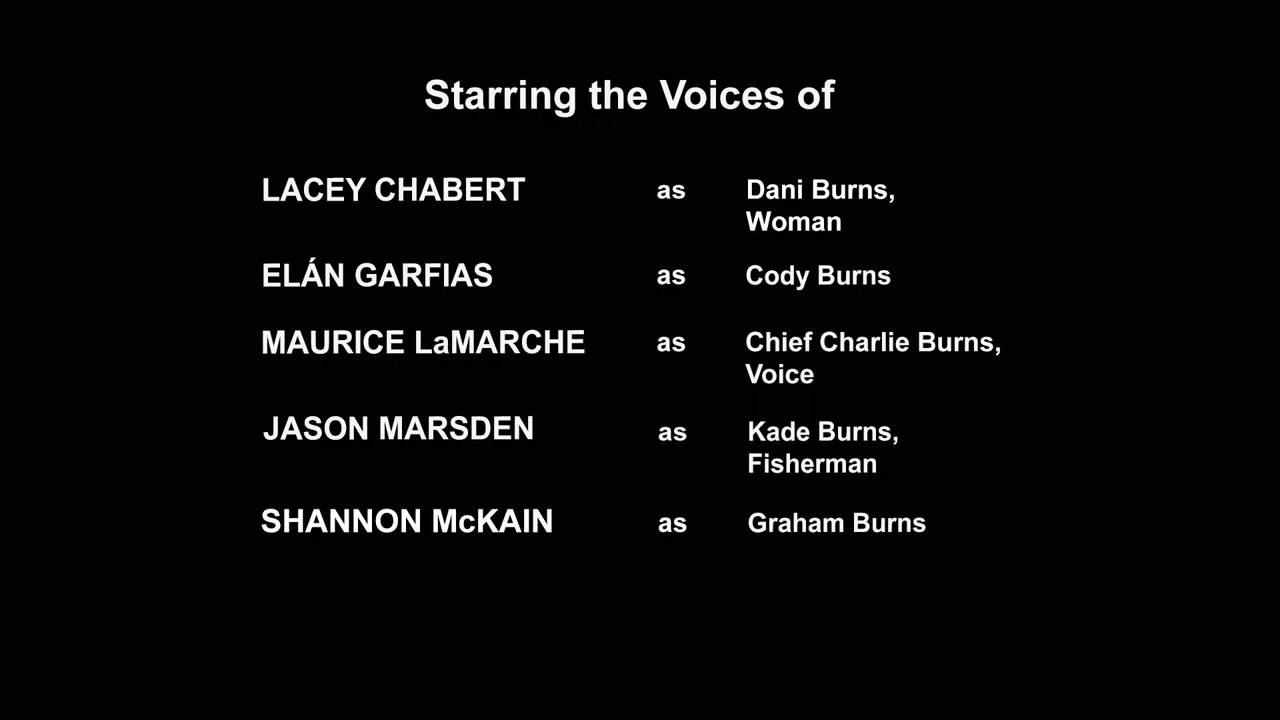 Starring the Voices of
LACEY CHABERT as Dani Burns,
Woman
ELÁN GARFIAS as Cody Burns
MAURICE LaMARCHE as Chief Charlie Burns,
Voice
JASON MARSDEN as Kade Burns,
Fisherman
SHANNON McKAIN as Graham Burns